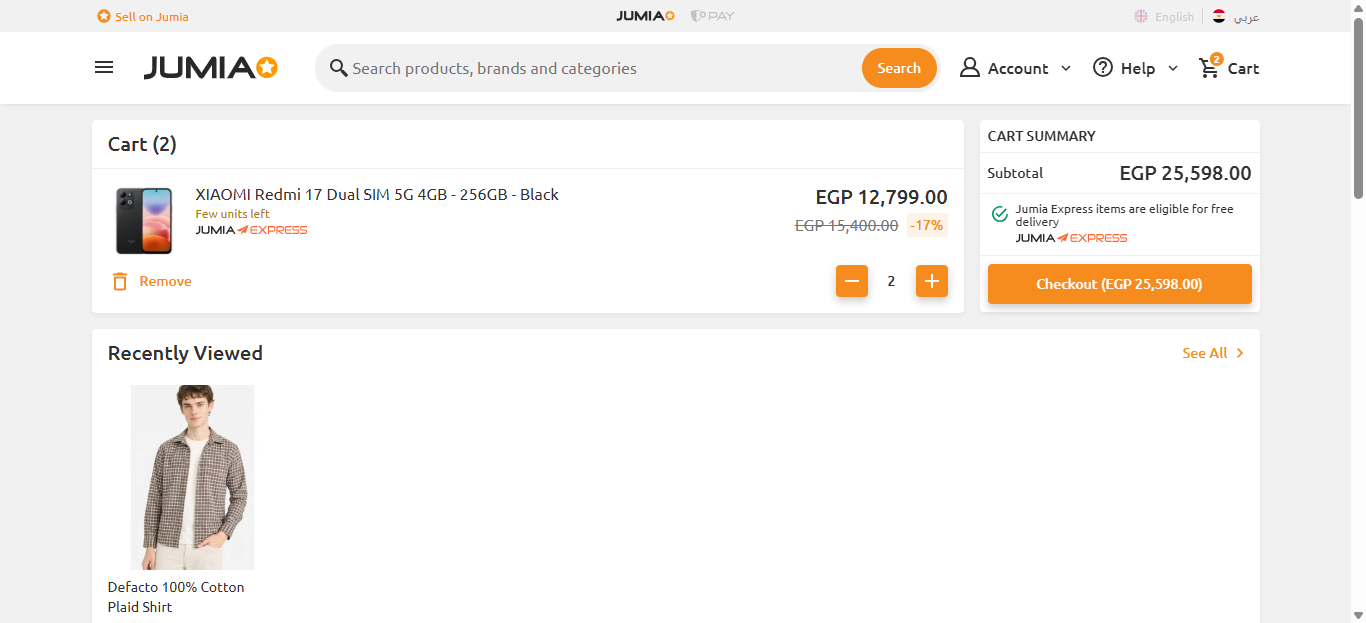 Sell on Jumia
JUMIA
PAY
English
عربي
JUMIA
Search products, brands and categories
Search
Account
Help
2
Cart
Cart (2)
XIAOMI Redmi 17 Dual SIM 5G 4GB - 256GB - Black
Few units left
JUMIA EXPRESS
EGP 12,799.00
EGP 15,400.00
-17%
Remove
2
CART SUMMARY
Subtotal
EGP 25,598.00
Jumia Express items are eligible for free
delivery
JUMIA EXPRESS
Checkout (EGP 25,598.00)
Recently Viewed
See All
Defacto 100% Cotton
Plaid Shirt